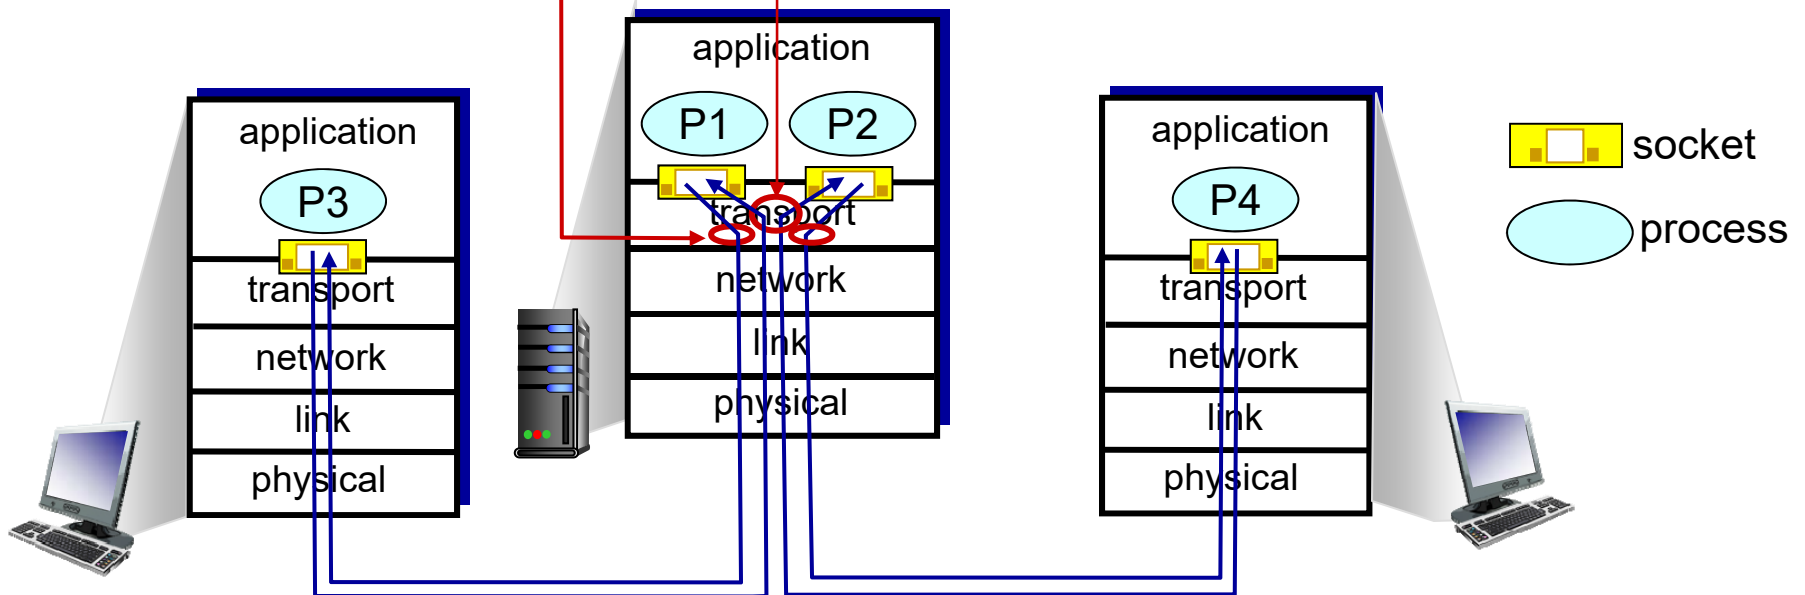 application
P3
transport
network
link
physical
application
P1
P2
transport
network
link
physical
application
P4
transport
network
link
physical
socket
process